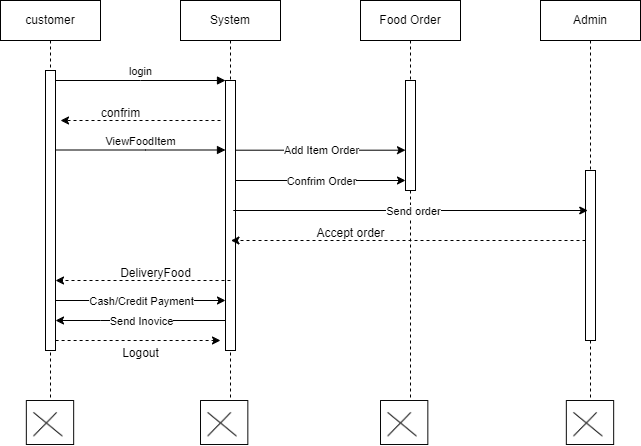 customer
System
Food Order
Admin
login
confrim
ViewFoodItem
Add Item Order
Confrim Order
Send order
Accept order
DeliveryFood
Cash/Credit Payment
Send Inovice
Logout